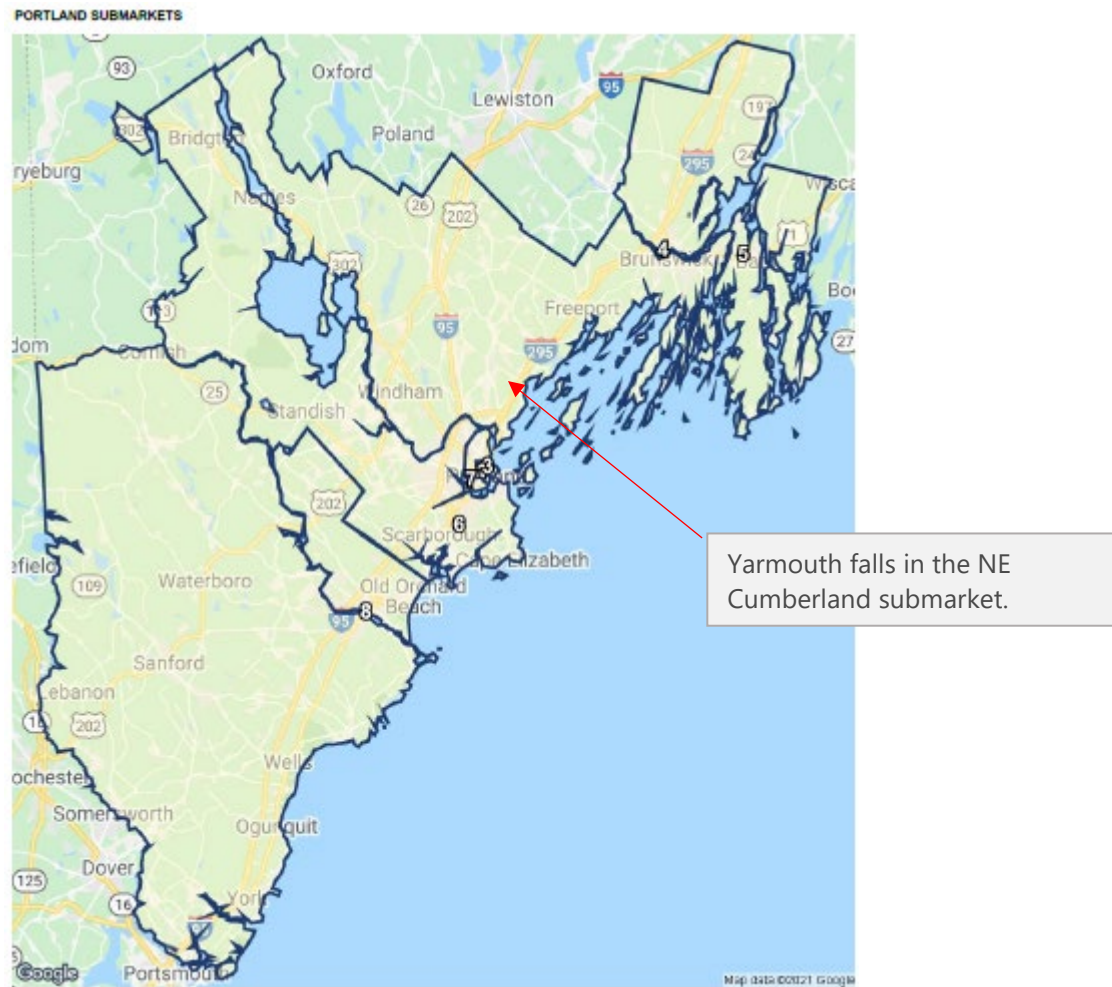 PORTLAND SUBMARKETS
93
Oxford
95
Lewiston
197
302
Bridgton
Poland
295
24
ryeburg
Naples
26
202
Wisca
1
4
5
Brunswick
302
Boo
Freeport
113
95
27
dom
Cornish
295
25
Windham
Standish
3
7
202
6
Scarborough
Cape Elizabeth
Yarmouth falls in the NE
Cumberland submarket.
efield
109
Waterboro
Old Orchard
Beach
8
95
Sanford
Lebanon
202
Wells
ochester
Somersworth
Ogunquit
Dover
125
16
York
95
Google
Portsmouth
Map data ©2021 Google